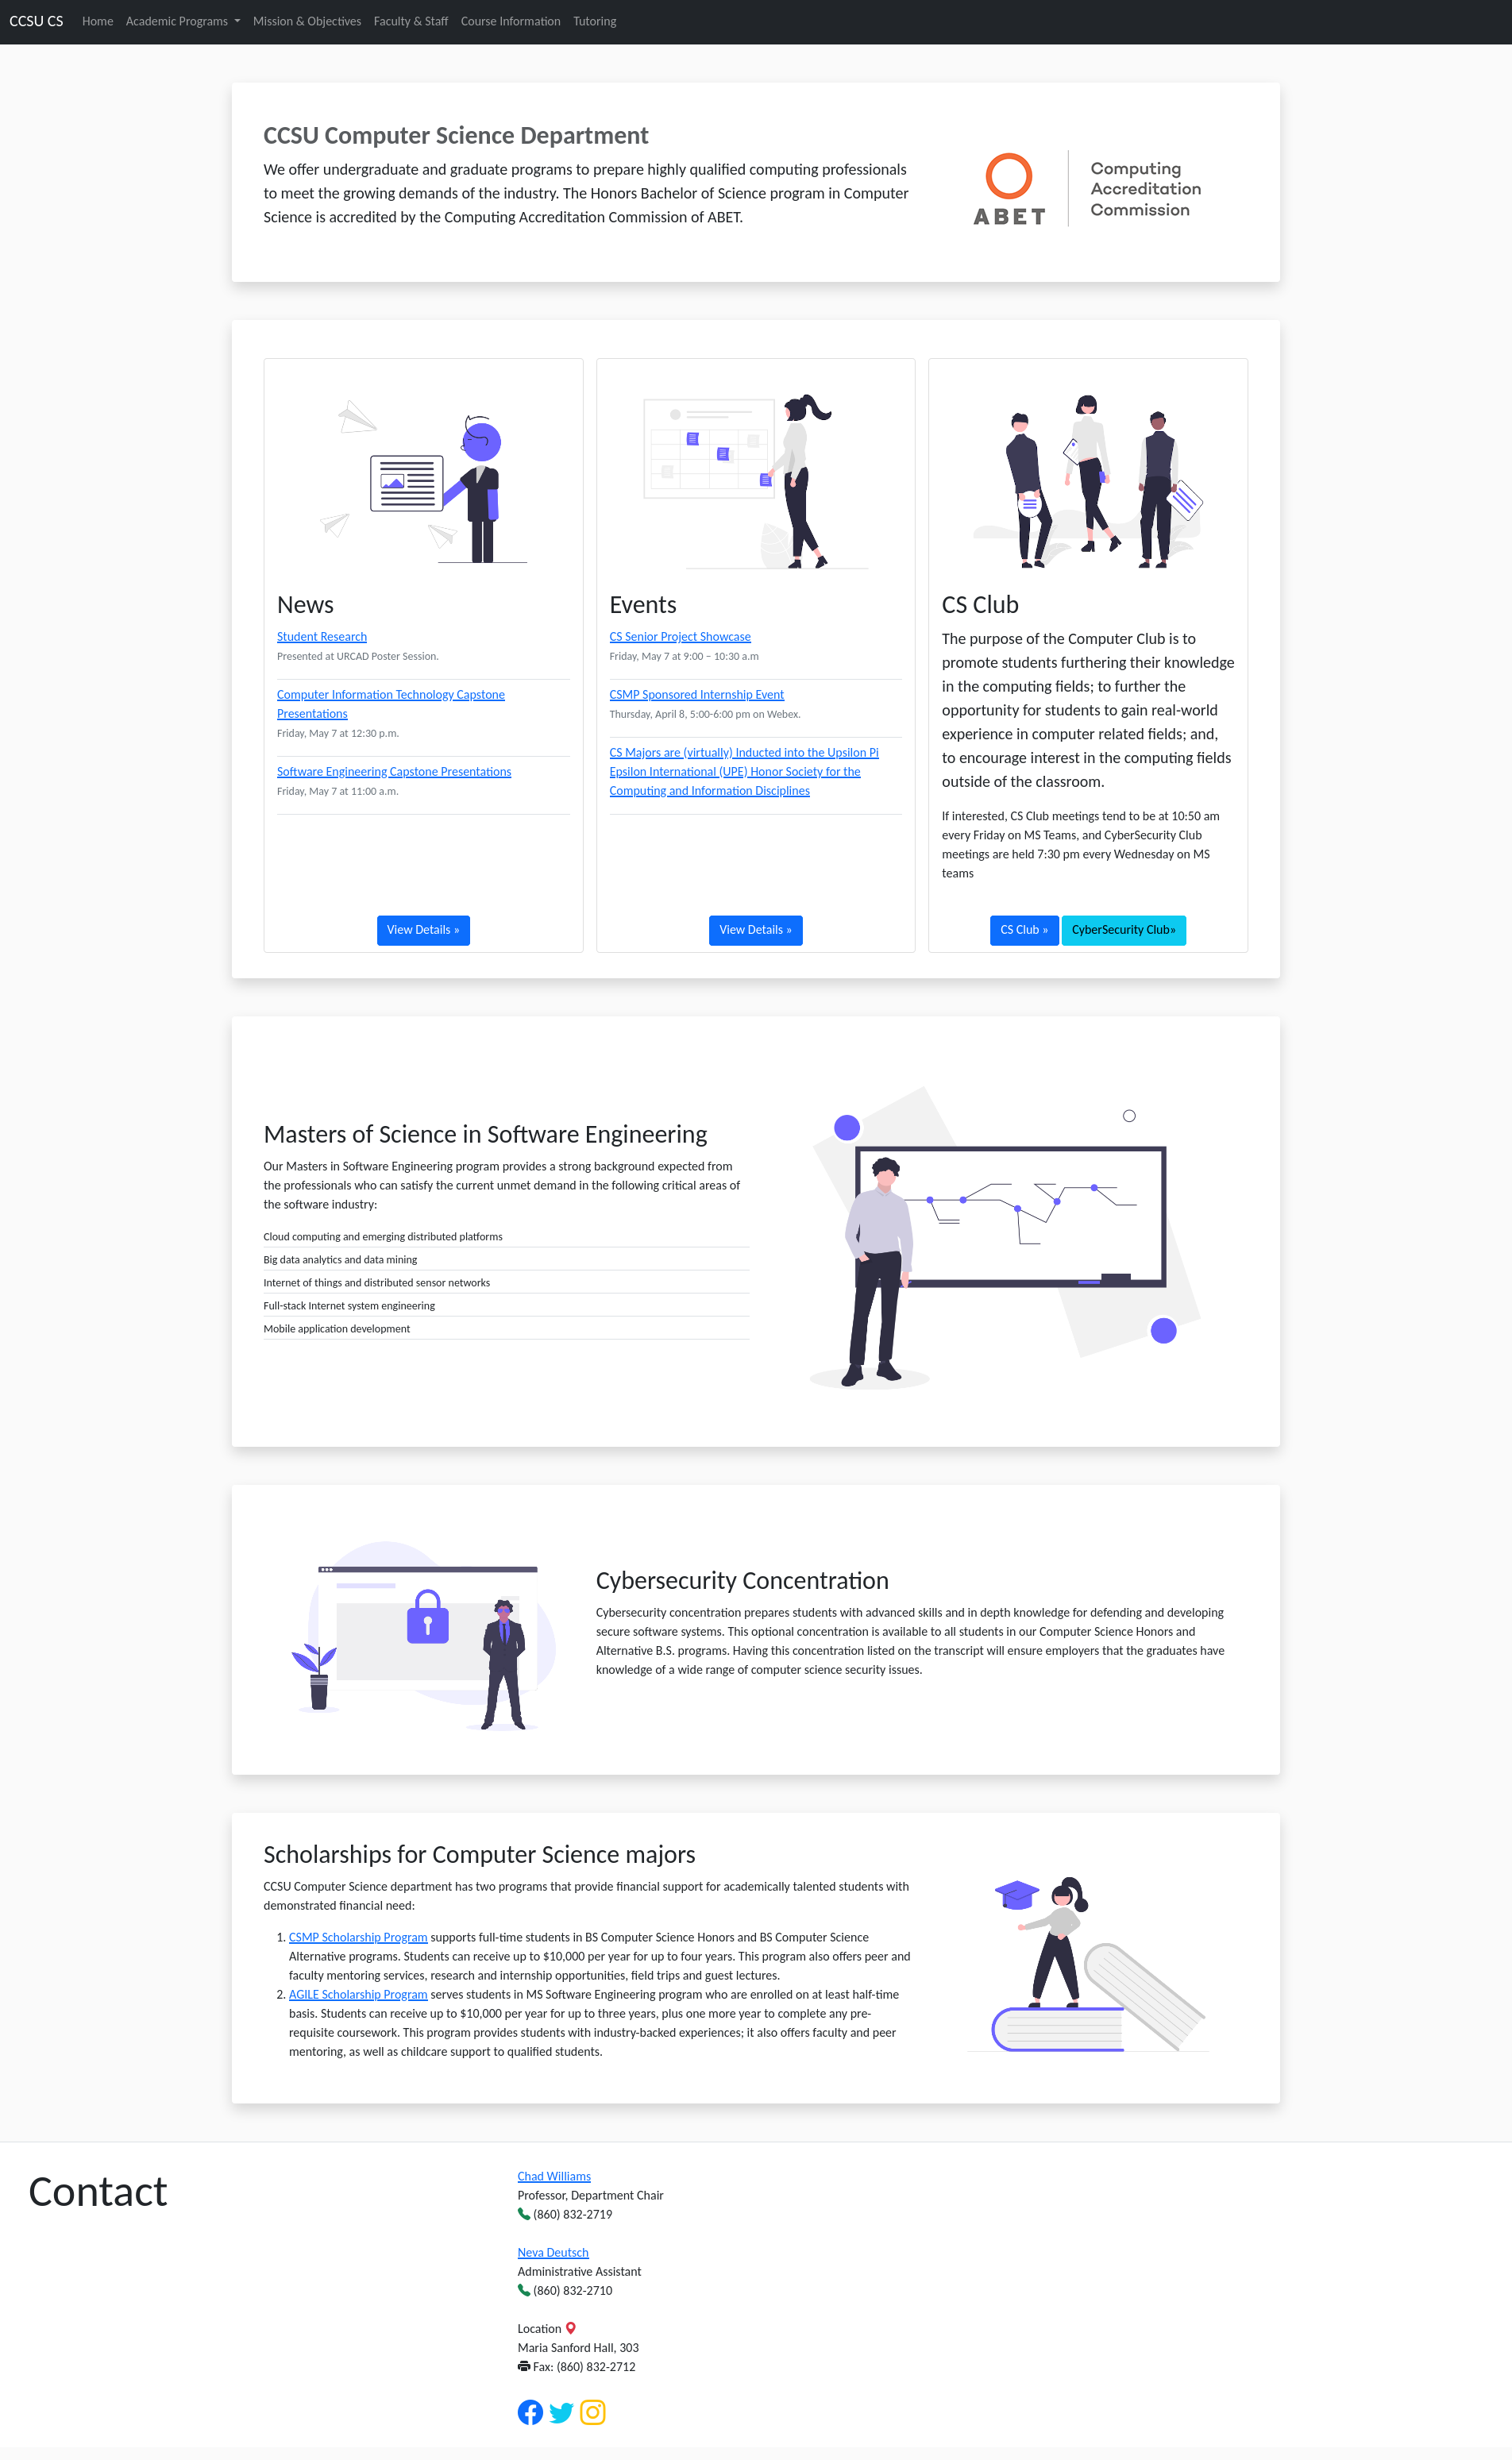 CCSU CS Home Academic Programs Mission & Objectives Faculty & Staff Course Information Tutoring
CCSU Computer Science Department
We offer undergraduate and graduate programs to prepare highly qualified computing professionals
to meet the growing demands of the industry. The Honors Bachelor of Science program in Computer
Science is accredited by the Computing Accreditation Commission of ABET.
ABET
Computing
Accreditation
Commission
News
Student Research
Presented at URCAD Poster Session.
Computer Information Technology Capstone
Presentations
Friday, May 7 at 12:30 p.m.
Software Engineering Capstone Presentations
Friday, May 7 at 11:00 a.m.
View Details »
Events
CS Senior Project Showcase
Friday, May 7 at 9:00 – 10:30 a.m
CSMP Sponsored Internship Event
Thursday, April 8, 5:00-6:00 pm on Webex.
CS Majors are (virtually) Inducted into the Upsilon Pi
Epsilon International (UPE) Honor Society for the
Computing and Information Disciplines
View Details »
CS Club
The purpose of the Computer Club is to
promote students furthering their knowledge
in the computing fields; to further the
opportunity for students to gain real-world
experience in computer related fields; and,
to encourage interest in the computing fields
outside of the classroom.
If interested, CS Club meetings tend to be at 10:50 am
every Friday on MS Teams, and CyberSecurity Club
meetings are held 7:30 pm every Wednesday on MS
teams
CS Club » CyberSecurity Club»
Masters of Science in Software Engineering
Our Masters in Software Engineering program provides a strong background expected from
the professionals who can satisfy the current unmet demand in the following critical areas of
the software industry:
Cloud computing and emerging distributed platforms
Big data analytics and data mining
Internet of things and distributed sensor networks
Full-stack Internet system engineering
Mobile application development
Cybersecurity Concentration
Cybersecurity concentration prepares students with advanced skills and in depth knowledge for defending and developing
secure software systems. This optional concentration is available to all students in our Computer Science Honors and
Alternative B.S. programs. Having this concentration listed on the transcript will ensure employers that the graduates have
knowledge of a wide range of computer science security issues.
Scholarships for Computer Science majors
CCSU Computer Science department has two programs that provide financial support for academically talented students with
demonstrated financial need:
1. CSMP Scholarship Program supports full-time students in BS Computer Science Honors and BS Computer Science
Alternative programs. Students can receive up to $10,000 per year for up to four years. This program also offers peer and
faculty mentoring services, research and internship opportunities, field trips and guest lectures.
2. AGILE Scholarship Program serves students in MS Software Engineering program who are enrolled on at least half-time
basis. Students can receive up to $10,000 per year for up to three years, plus one more year to complete any pre-
requisite coursework. This program provides students with industry-backed experiences; it also offers faculty and peer
mentoring, as well as childcare support to qualified students.
Contact
Chad Williams
Professor, Department Chair
(860) 832-2719
Neva Deutsch
Administrative Assistant
(860) 832-2710
Location
Maria Sanford Hall, 303
Fax: (860) 832-2712